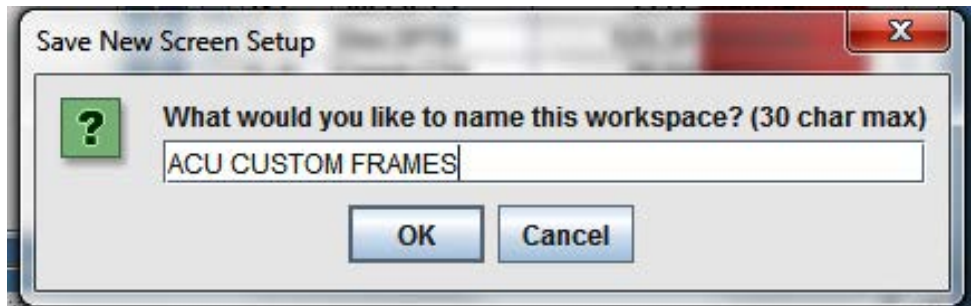 Save New Screen Setup
What would you like to name this workspace? (30 char max)
ACU CUSTOM FRAMES
OK Cancel